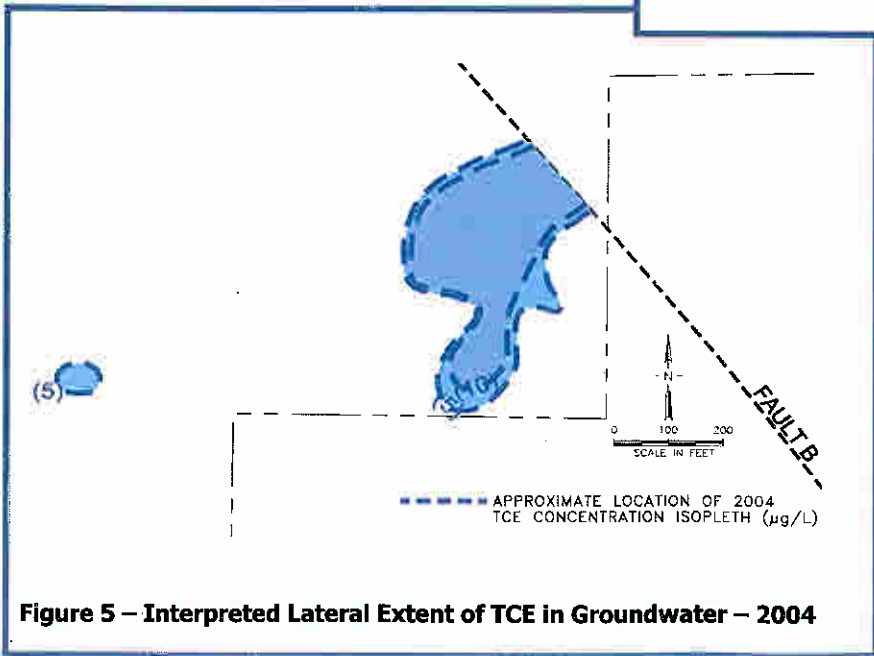 FAULT B
(5)
(5)
-N-
0 100 200
SCALE IN FEET
APPROXIMATE LOCATION OF 2004
TCE CONCENTRATION ISOPLETH (µg/L)
Figure 5 – Interpreted Lateral Extent of TCE in Groundwater – 2004